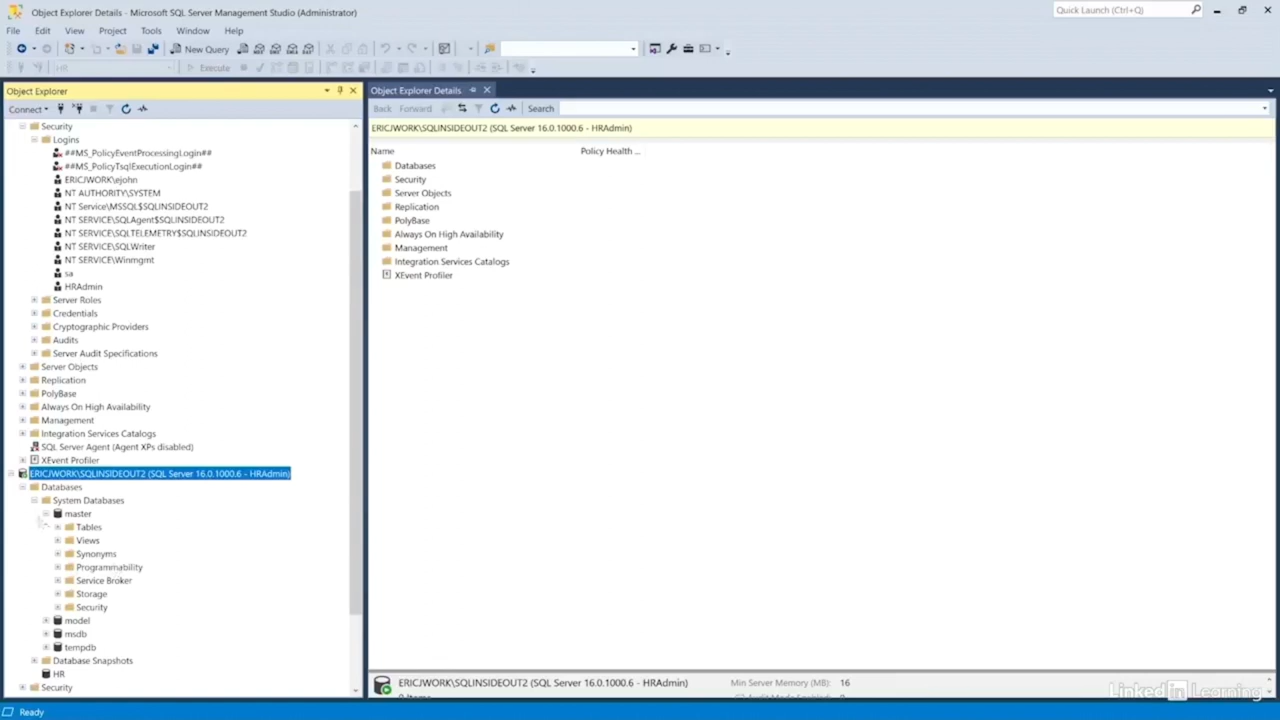 Object Explorer Details - Microsoft SQL Server Management Studio (Administrator)
Quick Launch (Ctrl+Q)
File Edit View Project Tools Window Help
New Query
HR
Execute
Object Explorer
Connect
Security
Logins
##MS_PolicyEventProcessingLogin##
##MS_PolicyTsqlExecutionLogin##
ERICJWORK\ejohn
NT AUTHORITY\SYSTEM
NT Service\MSSQL$SQLINSIDEOUT2
NT SERVICE\SQLAgent$SQLINSIDEOUT2
NT SERVICE\SQLTELEMETRY$SQLINSIDEOUT2
NT SERVICE\SQLWriter
NT SERVICE\Winmgmt
sa
HRAdmin
Server Roles
Credentials
Cryptographic Providers
Audits
Server Audit Specifications
Server Objects
Replication
PolyBase
Always On High Availability
Management
Integration Services Catalogs
SQL Server Agent (Agent XPs disabled)
XEvent Profiler
ERICJWORK\SQLINSIDEOUT2 (SQL Server 16.0.1000.6 - HRAdmin)
Databases
System Databases
master
Tables
Views
Synonyms
Programmability
Service Broker
Storage
Security
model
msdb
tempdb
Database Snapshots
HR
Security
Object Explorer Details
Back Forward Search
ERICJWORK\SQLINSIDEOUT2 (SQL Server 16.0.1000.6 - HRAdmin)
Name Policy Health ...
Databases
Security
Server Objects
Replication
PolyBase
Always On High Availability
Management
Integration Services Catalogs
XEvent Profiler
ERICJWORK\SQLINSIDEOUT2 (SQL Server 16.0.1000.6 - HRAdmin) Min Server Memory (MB): 16
LinkedIn Learning
Ready